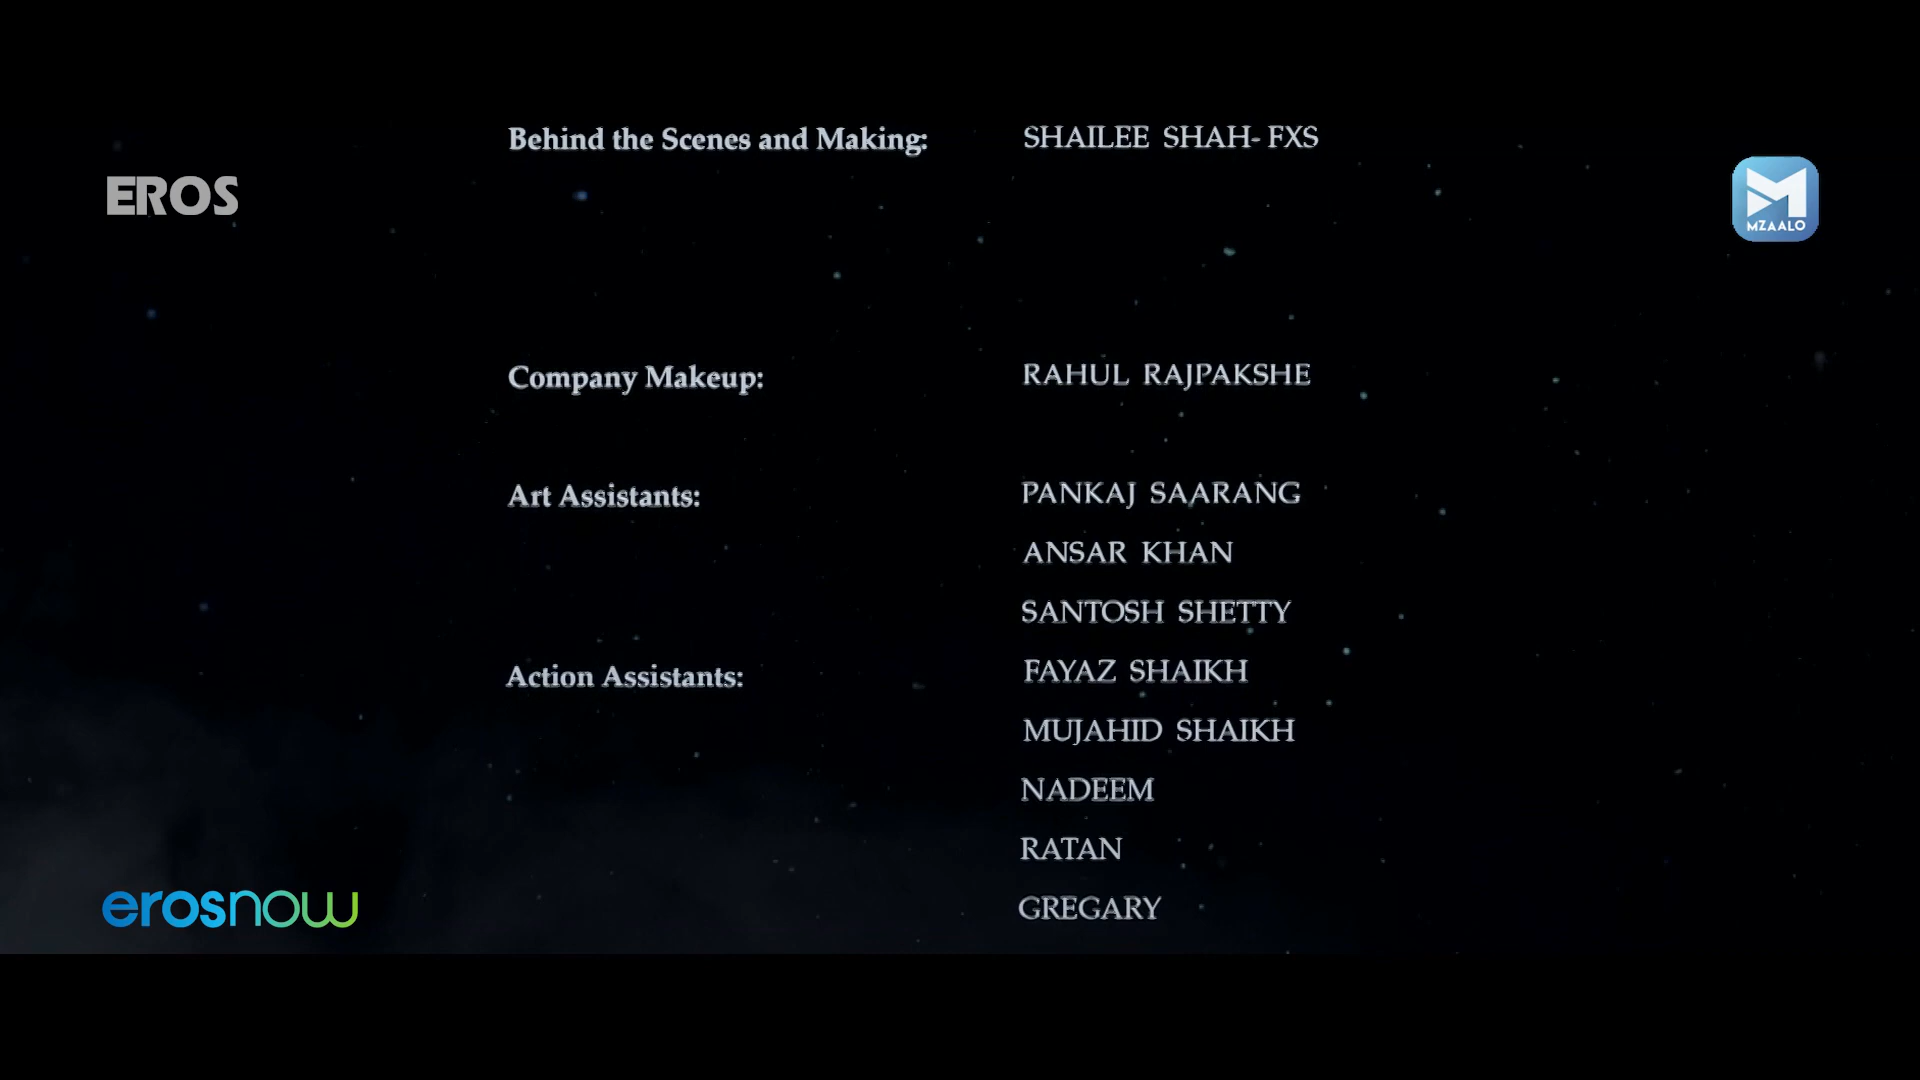 Behind the Scenes and Making: SHAILEE SHAH- FXS
EROS
MZAALO
Company Makeup: RAHUL RAJPAKSHE
Art Assistants: PANKAJ SAARANG
ANSAR KHAN
SANTOSH SHETTY
Action Assistants: FAYAZ SHAIKH
MUJAHID SHAIKH
NADEEM
RATAN
GREGARY
erosnow